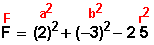 F a² b² r²
F = (2)² + (−3)² − 2 5